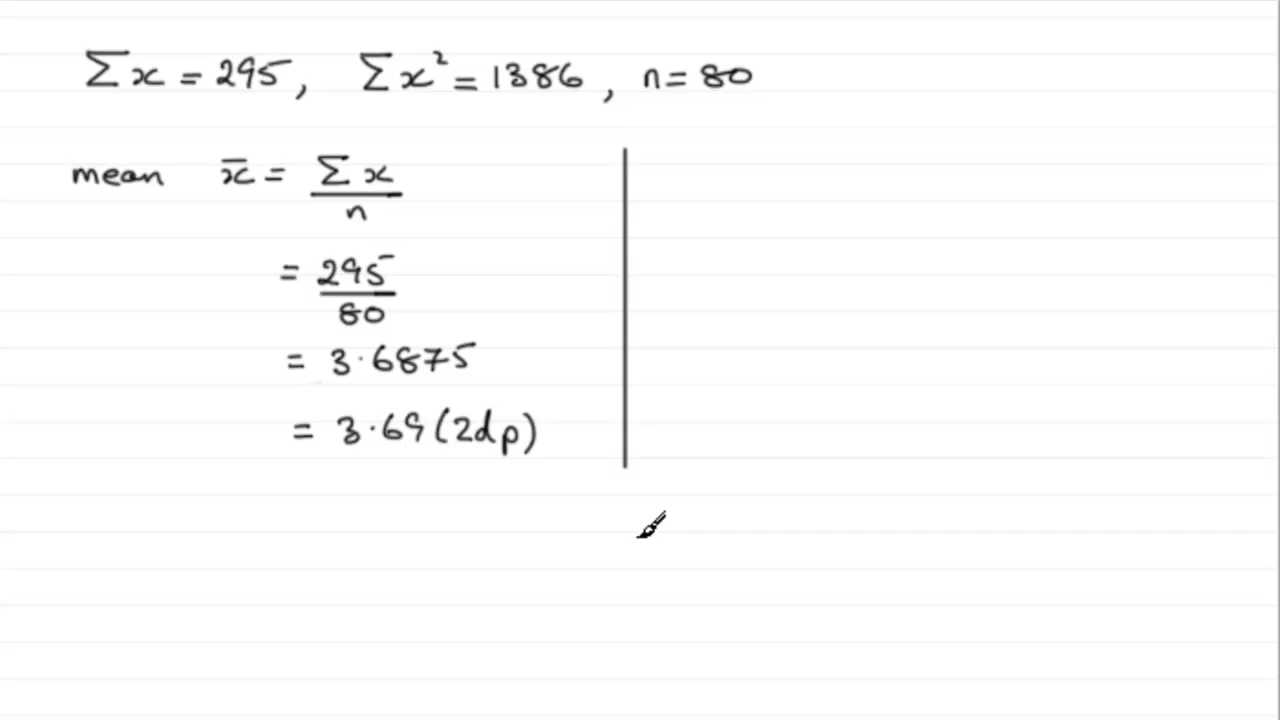 Σx = 295, Σx² = 1386, n = 80
mean x̄ = Σx
n
= 295
80
= 3·6875
= 3·69 (2dp)